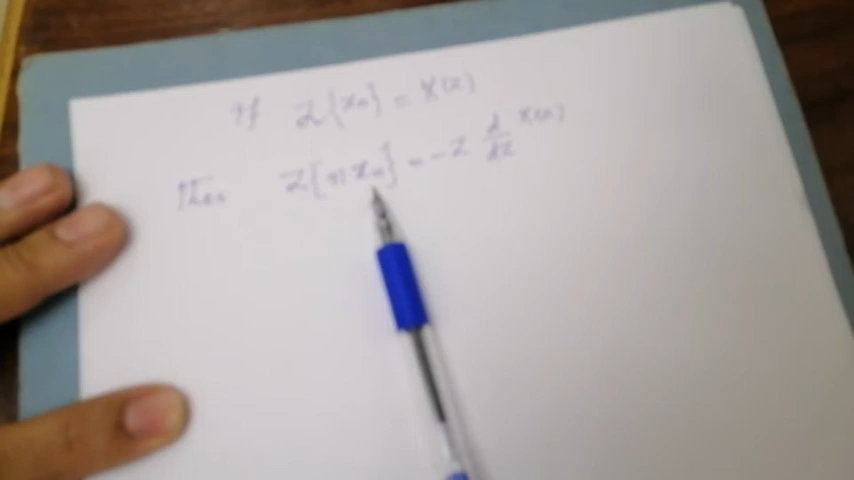 If Z{xn} = X(z)
Then Z{n xn} = -z d/dz X(z)